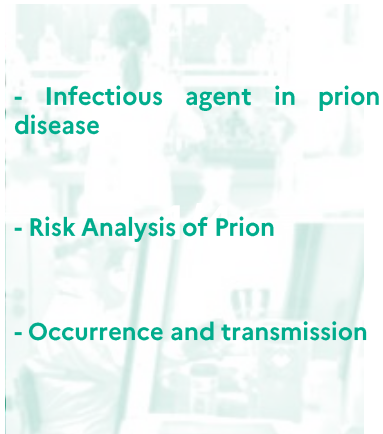 - Infectious agent in prion
disease
- Risk Analysis of Prion
- Occurrence and transmission